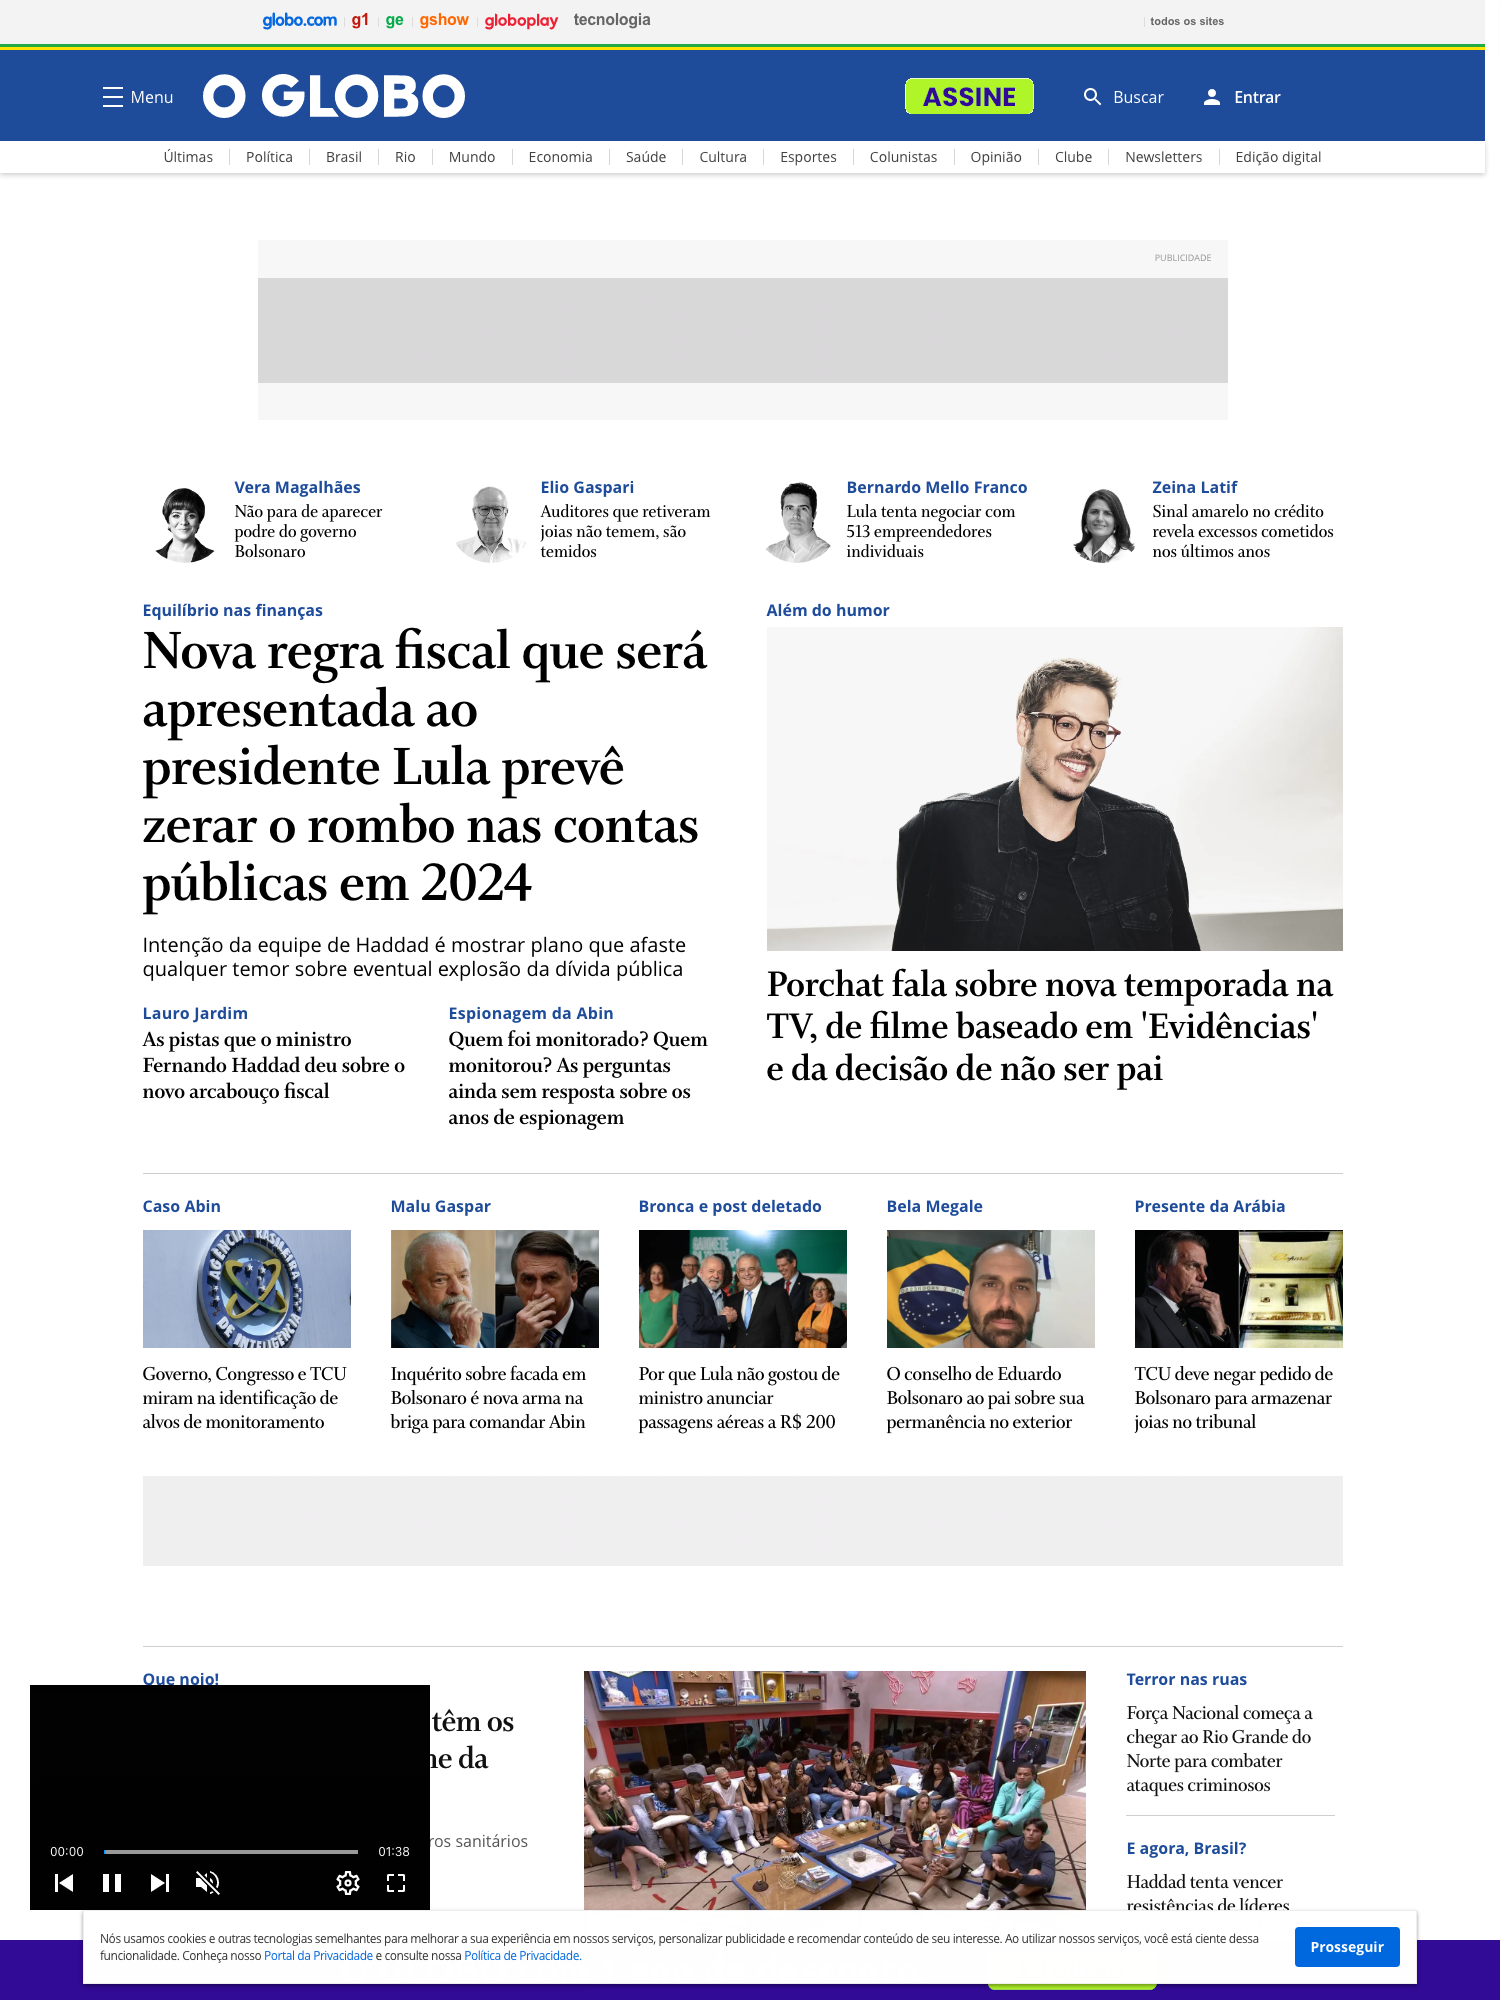 globo.com
g1
ge
gshow
globoplay
tecnologia
todos os sites
Menu
O GLOBO
ASSINE
Buscar
Entrar
Últimas
Política
Brasil
Rio
Mundo
Economia
Saúde
Cultura
Esportes
Colunistas
Opinião
Clube
Newsletters
Edição digital
PUBLICIDADE
Vera Magalhães
Não para de aparecer
podre do governo
Bolsonaro
Elio Gaspari
Auditores que retiveram
joias não temem, são
temidos
Bernardo Mello Franco
Lula tenta negociar com
513 empreendedores
individuais
Zeina Latif
Sinal amarelo no crédito
revela excessos cometidos
nos últimos anos
Equilíbrio nas finanças
Nova regra fiscal que será
apresentada ao
presidente Lula prevê
zerar o rombo nas contas
públicas em 2024
Intenção da equipe de Haddad é mostrar plano que afaste
qualquer temor sobre eventual explosão da dívida pública
Lauro Jardim
As pistas que o ministro
Fernando Haddad deu sobre o
novo arcabouço fiscal
Espionagem da Abin
Quem foi monitorado? Quem
monitorou? As perguntas
ainda sem resposta sobre os
anos de espionagem
Além do humor
Porchat fala sobre nova temporada na
TV, de filme baseado em 'Evidências'
e da decisão de não ser pai
Caso Abin
Governo, Congresso e TCU
miram na identificação de
alvos de monitoramento
Malu Gaspar
Inquérito sobre facada em
Bolsonaro é nova arma na
briga para comandar Abin
Bronca e post deletado
Por que Lula não gostou de
ministro anunciar
passagens aéreas a R$ 200
Bela Megale
O conselho de Eduardo
Bolsonaro ao pai sobre sua
permanência no exterior
Presente da Arábia
TCU deve negar pedido de
Bolsonaro para armazenar
joias no tribunal
Que nojo!
têm os
da
sanitários
00:00
01:38
Terror nas ruas
Força Nacional começa a
chegar ao Rio Grande do
Norte para combater
ataques criminosos
E agora, Brasil?
Haddad tenta vencer
resistências de líderes
Nós usamos cookies e outras tecnologias semelhantes para melhorar a sua experiência em nossos serviços, personalizar publicidade e recomendar conteúdo de seu interesse. Ao utilizar nossos serviços, você está ciente dessa
funcionalidade. Conheça nosso Portal da Privacidade e consulte nossa Política de Privacidade.
Prosseguir